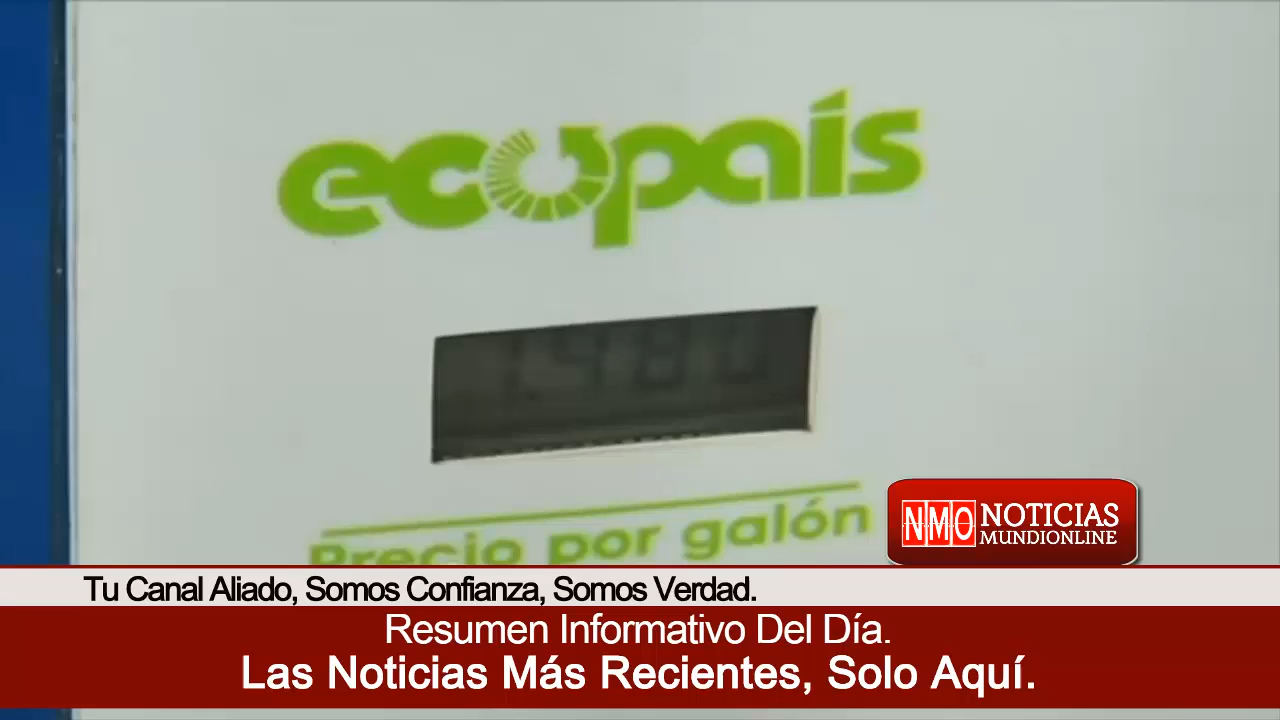 ecopaís
Precio por galón
NMO NOTICIAS
MUNDIONLINE
Tu Canal Aliado, Somos Confianza, Somos Verdad.
Resumen Informativo Del Día.
Las Noticias Más Recientes, Solo Aquí.